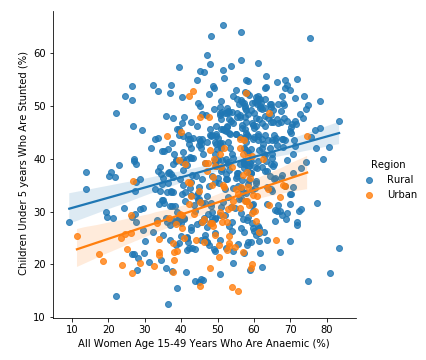 Children Under 5 years Who Are Stunted (%)
60
50
40
30
20
10
10 20 30 40 50 60 70 80
All Women Age 15-49 Years Who Are Anaemic (%)
Region
Rural
Urban